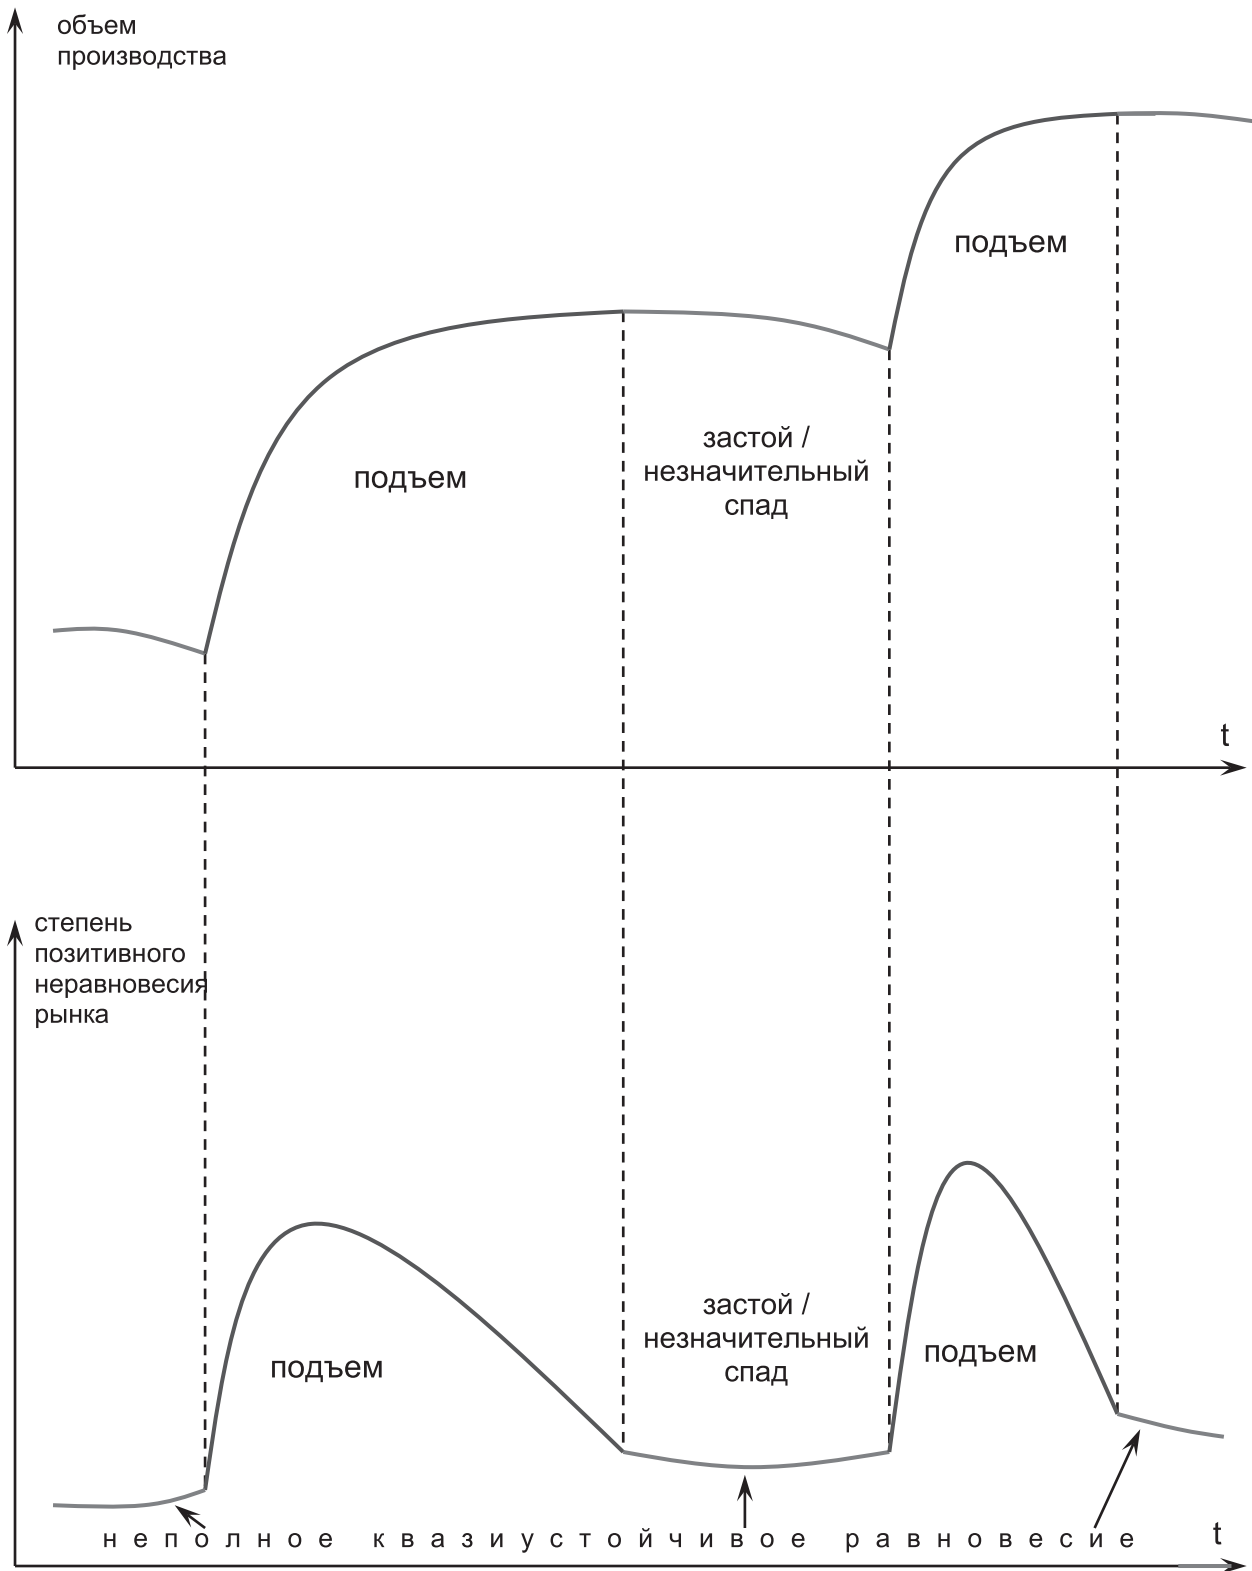 объем
производства
подъем
подъем
застой /
незначительный
спад
t
степень
позитивного
неравновесия
рынка
застой /
незначительный
спад
подъем
подъем
неполное квазиустойчивое равновесие
t